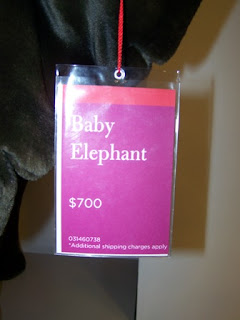 Baby
Elephant
$700
031460738
*Additional shipping charges apply